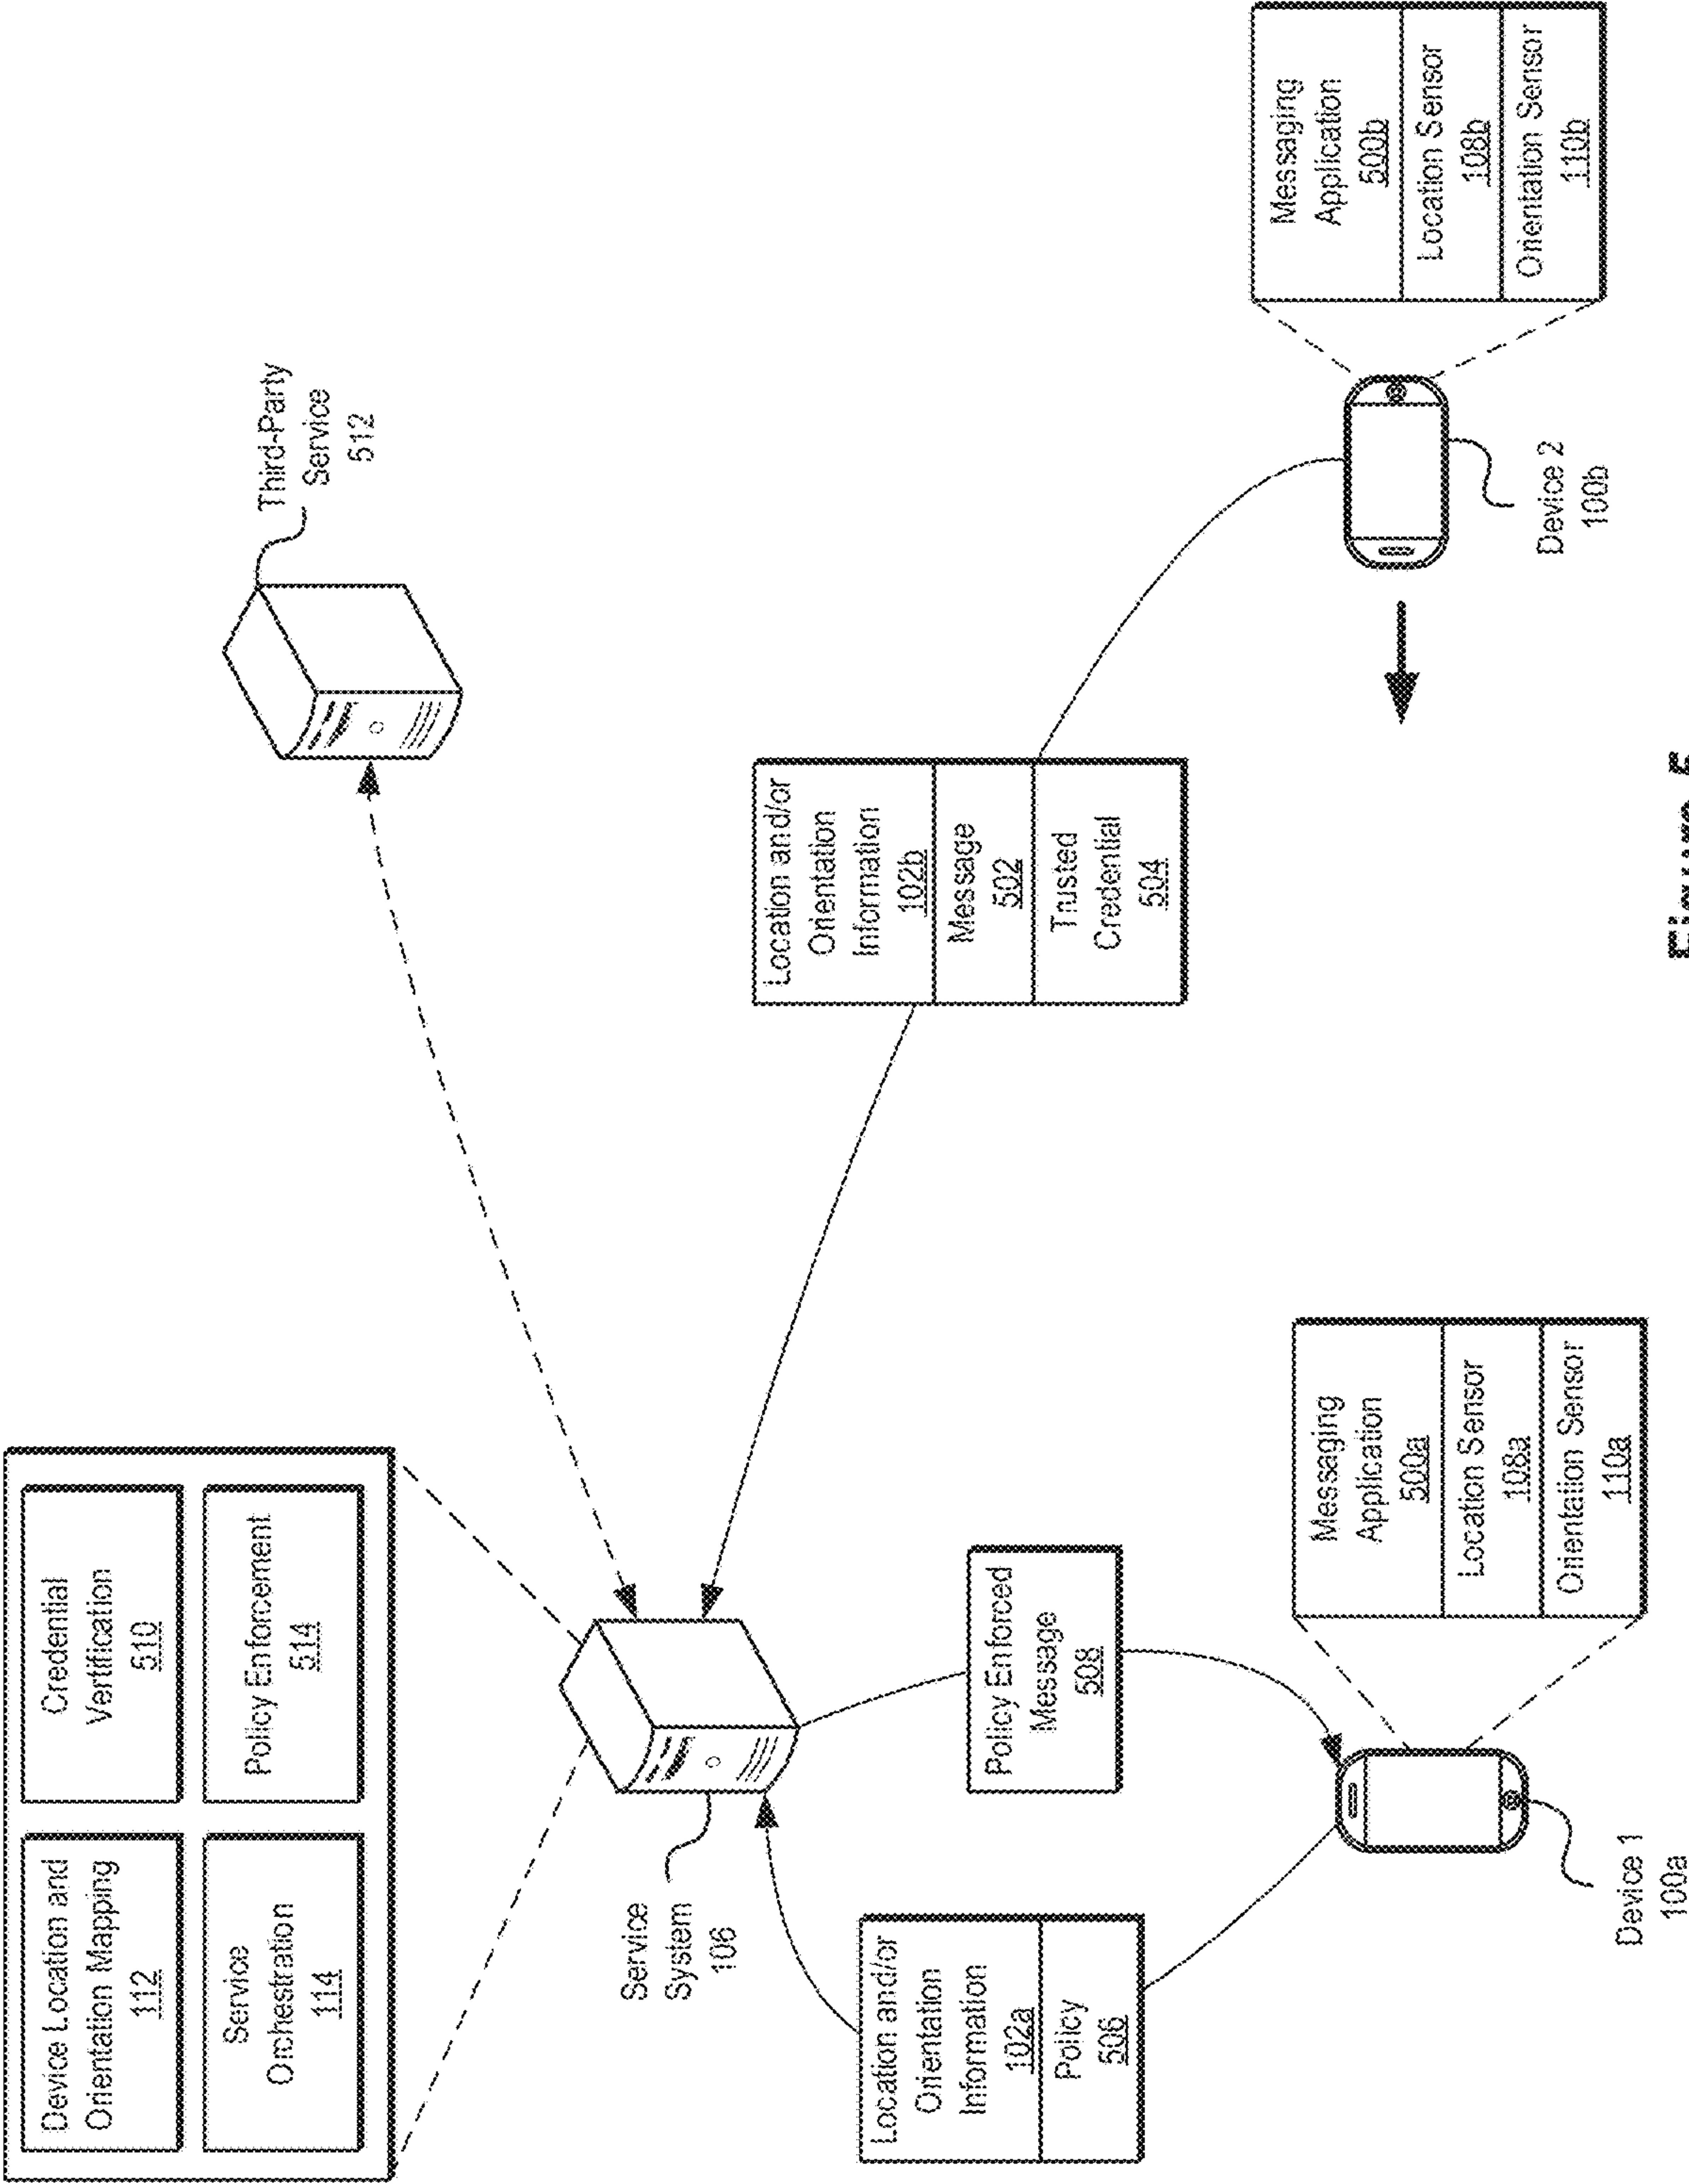 Device Location and
Orientation Mapping
112
Credential
Vertification
510
Service
Orchestration
114
Policy Enforcement
514
Third-Party
Service
512
Service
System
106
Location and/or
Orientation
Information
102b
Message
502
Trusted
Credential
504
Location and/or
Orientation
Information
102a
Policy
506
Policy Enforced
Message
508
Messaging
Application
500b
Location Sensor
108b
Orientation Sensor
110b
Device 2
100b
Messaging
Application
500a
Location Sensor
108a
Orientation Sensor
110a
Device 1
100a
Figure 5